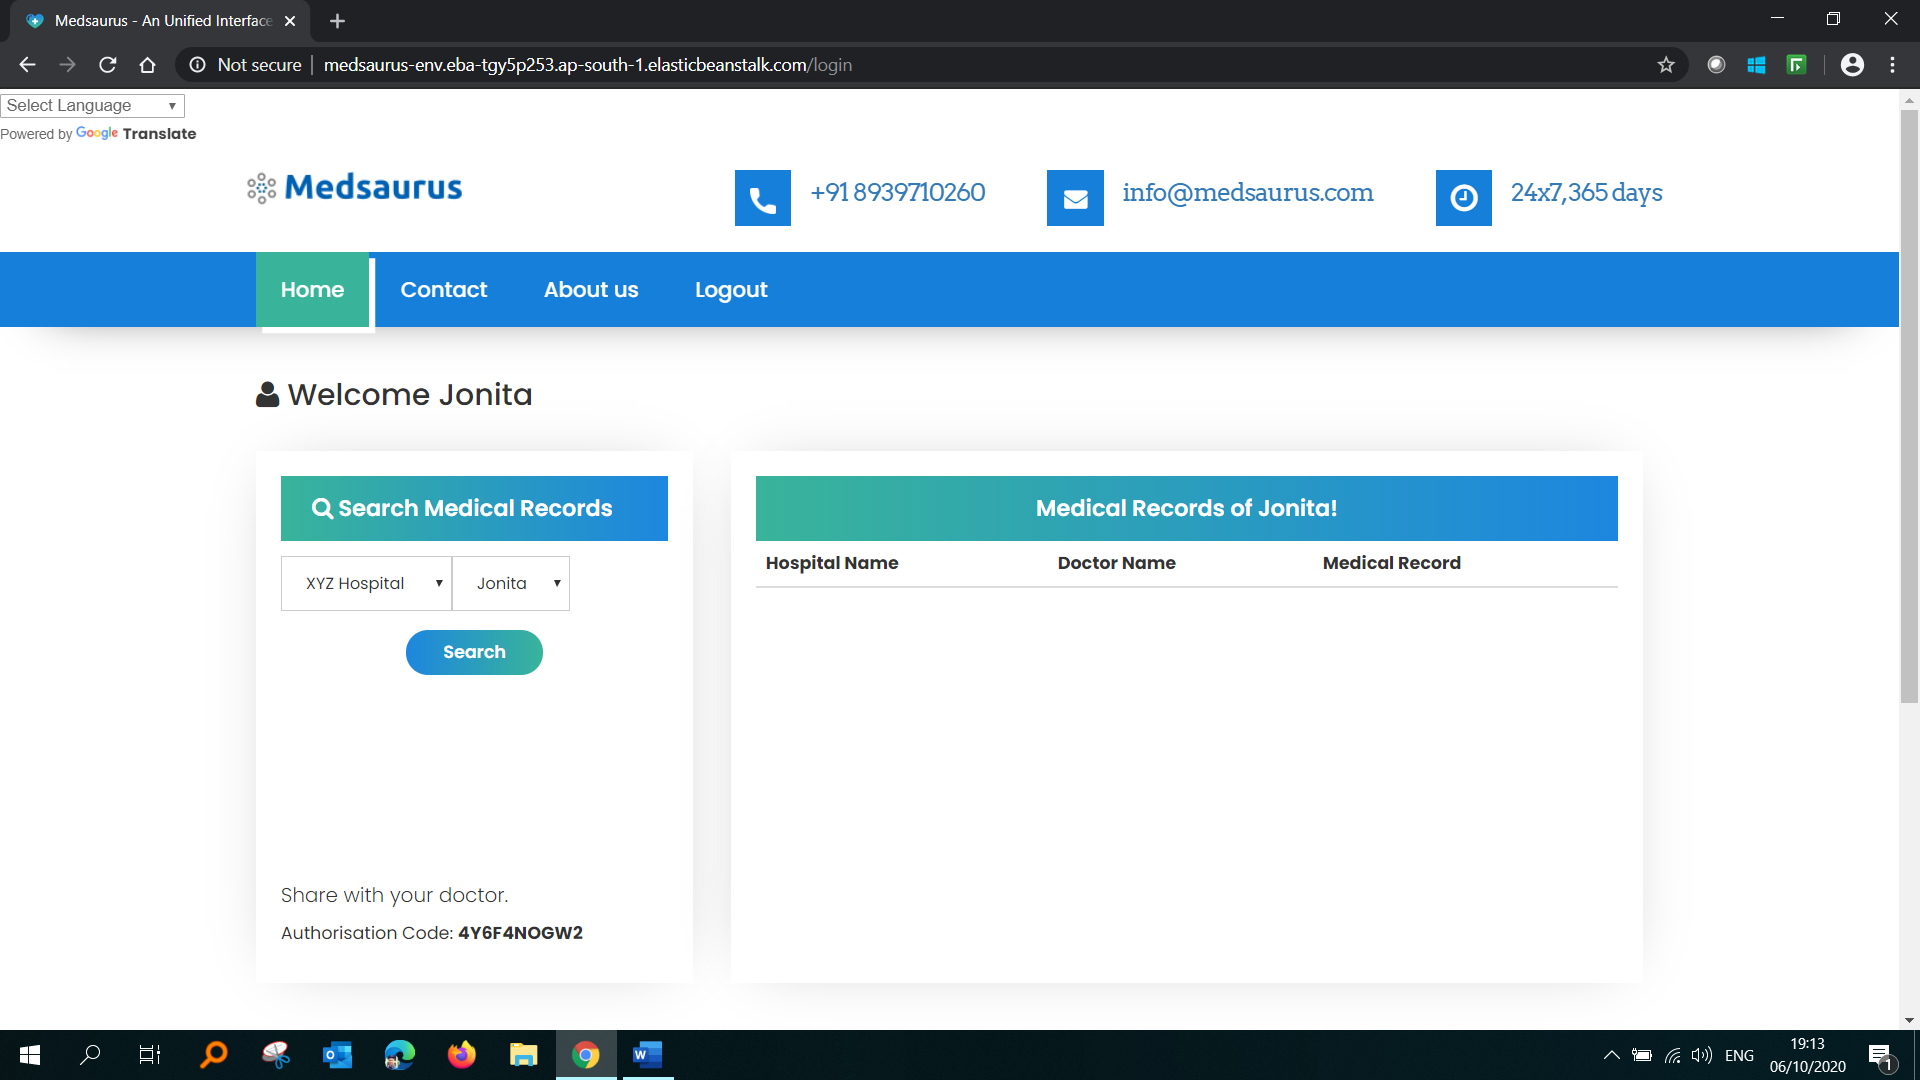 Medsaurus - An Unified Interface
Not secure medsaurus-env.eba-tgy5p253.ap-south-1.elasticbeanstalk.com/login
Select Language
Powered by Google Translate
Medsaurus
+91 8939710260
info@medsaurus.com
24x7,365 days
Home Contact About us Logout
Welcome Jonita
Search Medical Records
XYZ Hospital Jonita
Search
Share with your doctor.
Authorisation Code: 4Y6F4NOGW2
Medical Records of Jonita!
Hospital Name Doctor Name Medical Record
ENG
19:13
06/10/2020
1